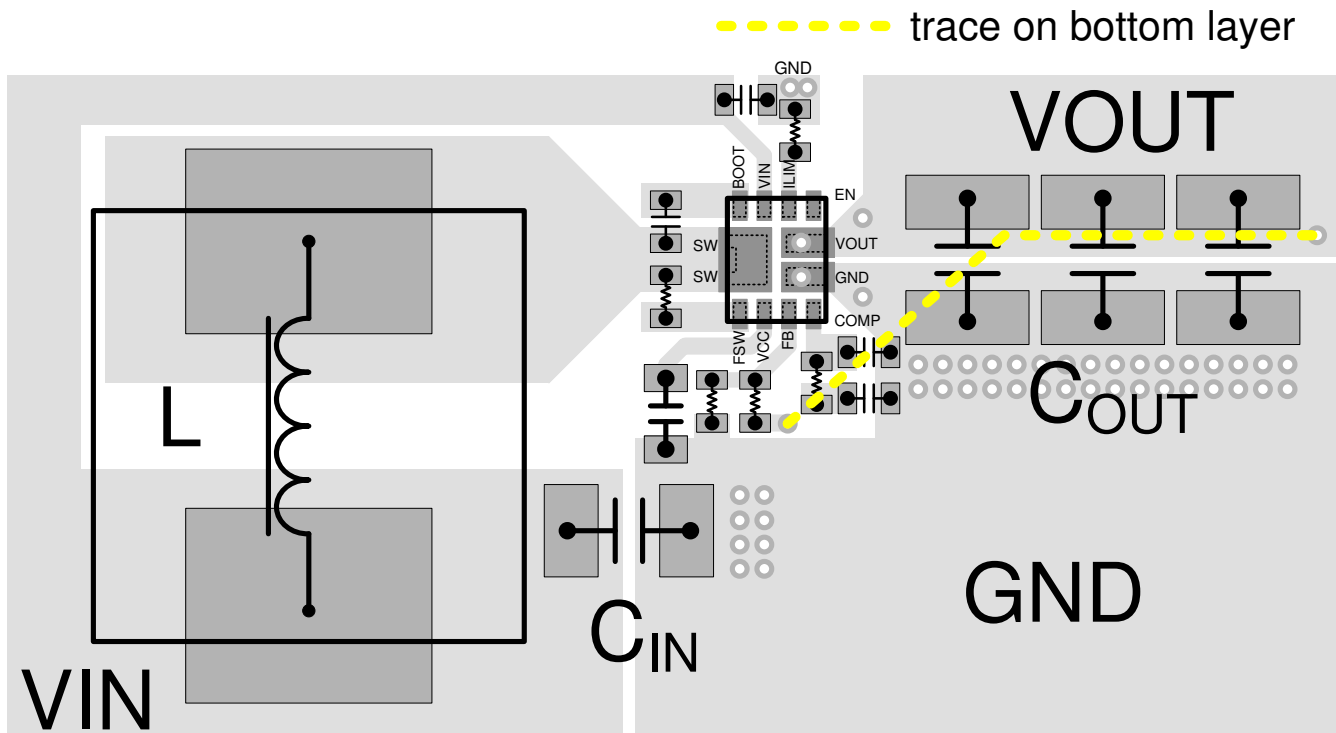 trace on bottom layer
GND
VOUT
BOOT
VIN
ILIM
EN
SW
VOUT
SW
GND
COMP
FSW
VCC
FB
L
COUT
CIN
GND
VIN